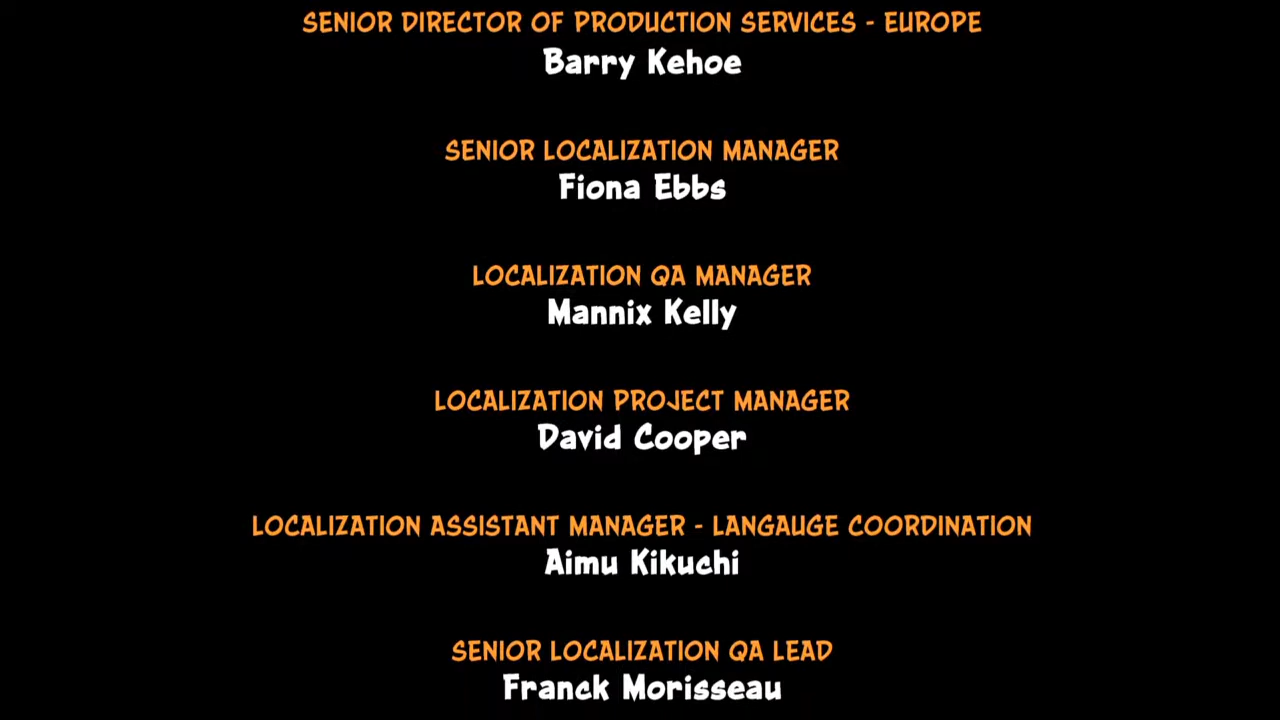 SENIOR DIRECTOR OF PRODUCTION SERVICES - EUROPE
Barry Kehoe
SENIOR LOCALIZATION MANAGER
Fiona Ebbs
LOCALIZATION QA MANAGER
Mannix Kelly
LOCALIZATION PROJECT MANAGER
David Cooper
LOCALIZATION ASSISTANT MANAGER - LANGAUGE COORDINATION
Aimu Kikuchi
SENIOR LOCALIZATION QA LEAD
Franck Morisseau